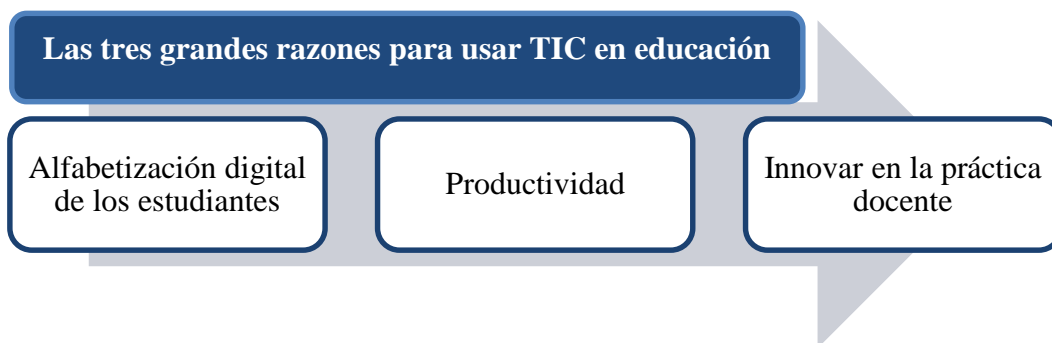 Las tres grandes razones para usar TIC en educación
Alfabetización digital
de los estudiantes
Productividad
Innovar en la práctica
docente